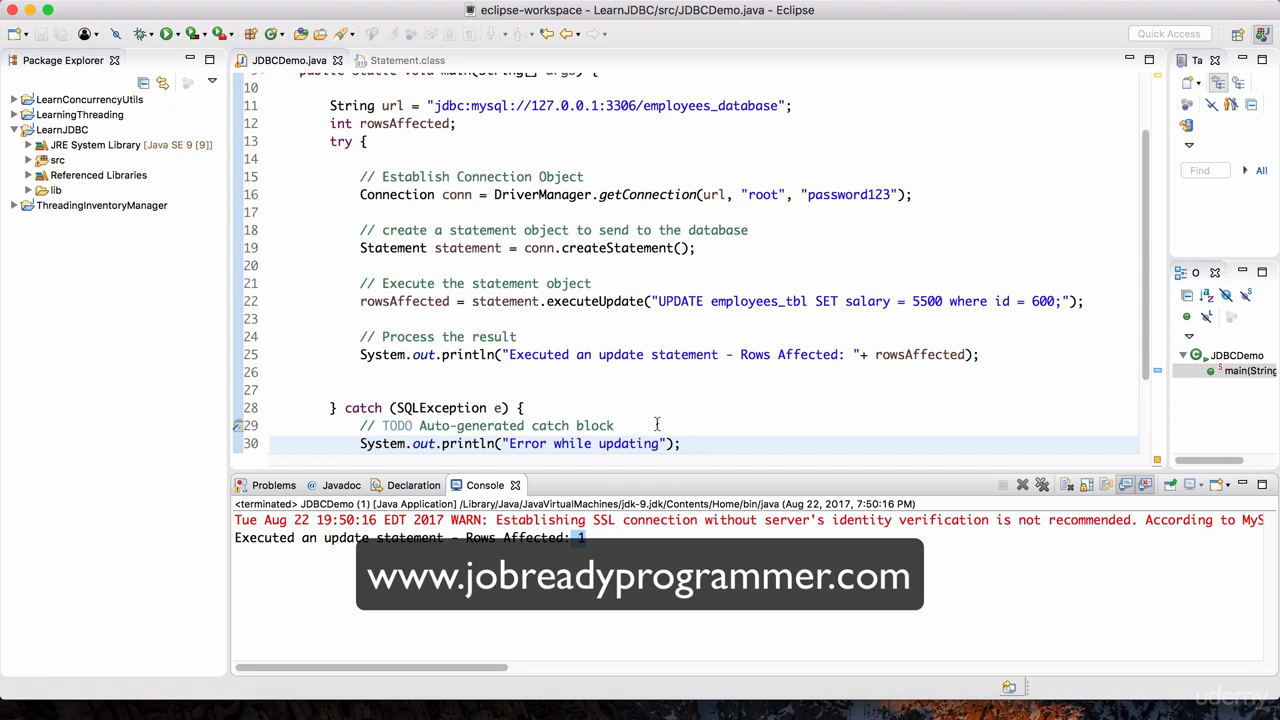 eclipse-workspace - LearnJDBC/src/JDBCDemo.java - Eclipse
Quick Access
Package Explorer
JDBCDemo.java
Statement.class
Ta
LearnConcurrencyUtils
LearningThreading
LearnJDBC
JRE System Library [Java SE 9 [9]]
src
Referenced Libraries
lib
ThreadingInventoryManager
10
11 String url = "jdbc:mysql://127.0.0.1:3306/employees_database";
12 int rowsAffected;
13 try {
14
15 // Establish Connection Object
16 Connection conn = DriverManager.getConnection(url, "root", "password123");
17
18 // create a statement object to send to the database
19 Statement statement = conn.createStatement();
20
21 // Execute the statement object
22 rowsAffected = statement.executeUpdate("UPDATE employees_tbl SET salary = 5500 where id = 600;");
23
24 // Process the result
25 System.out.println("Executed an update statement - Rows Affected: "+ rowsAffected);
26
27
28 } catch (SQLException e) {
29 // TODO Auto-generated catch block
30 System.out.println("Error while updating");
Find
All
O
JDBCDemo
main(String
Problems
Javadoc
Declaration
Console
<terminated> JDBCDemo (1) [Java Application] /Library/Java/JavaVirtualMachines/jdk-9.jdk/Contents/Home/bin/java (Aug 22, 2017, 7:50:16 PM)
Tue Aug 22 19:50:16 EDT 2017 WARN: Establishing SSL connection without server's identity verification is not recommended. According to MyS
Executed an update statement - Rows Affected: 1
www.jobreadyprogrammer.com
udemy